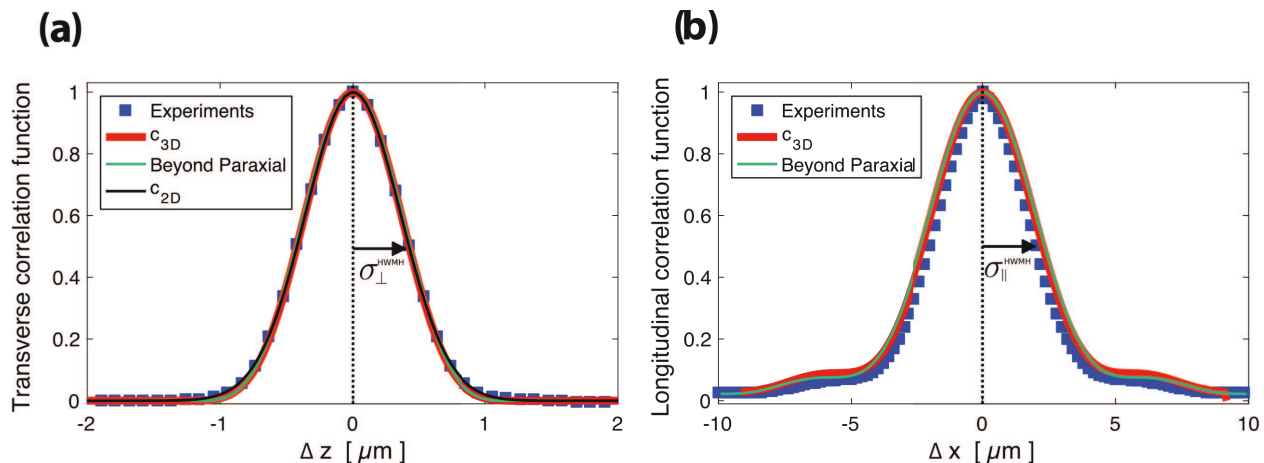 (a)
Transverse correlation function
1
0.8
0.6
0.4
0.2
0
-2
-1
0
1
2
Δ z [ μm ]
Experiments
c3D
Beyond Paraxial
c2D
σ⊥HWMH
(b)
Longitudinal correlation function
1
0.8
0.6
0.4
0.2
0
-10
-5
0
5
10
Δ x [ μm ]
Experiments
c3D
Beyond Paraxial
σ||HWMH